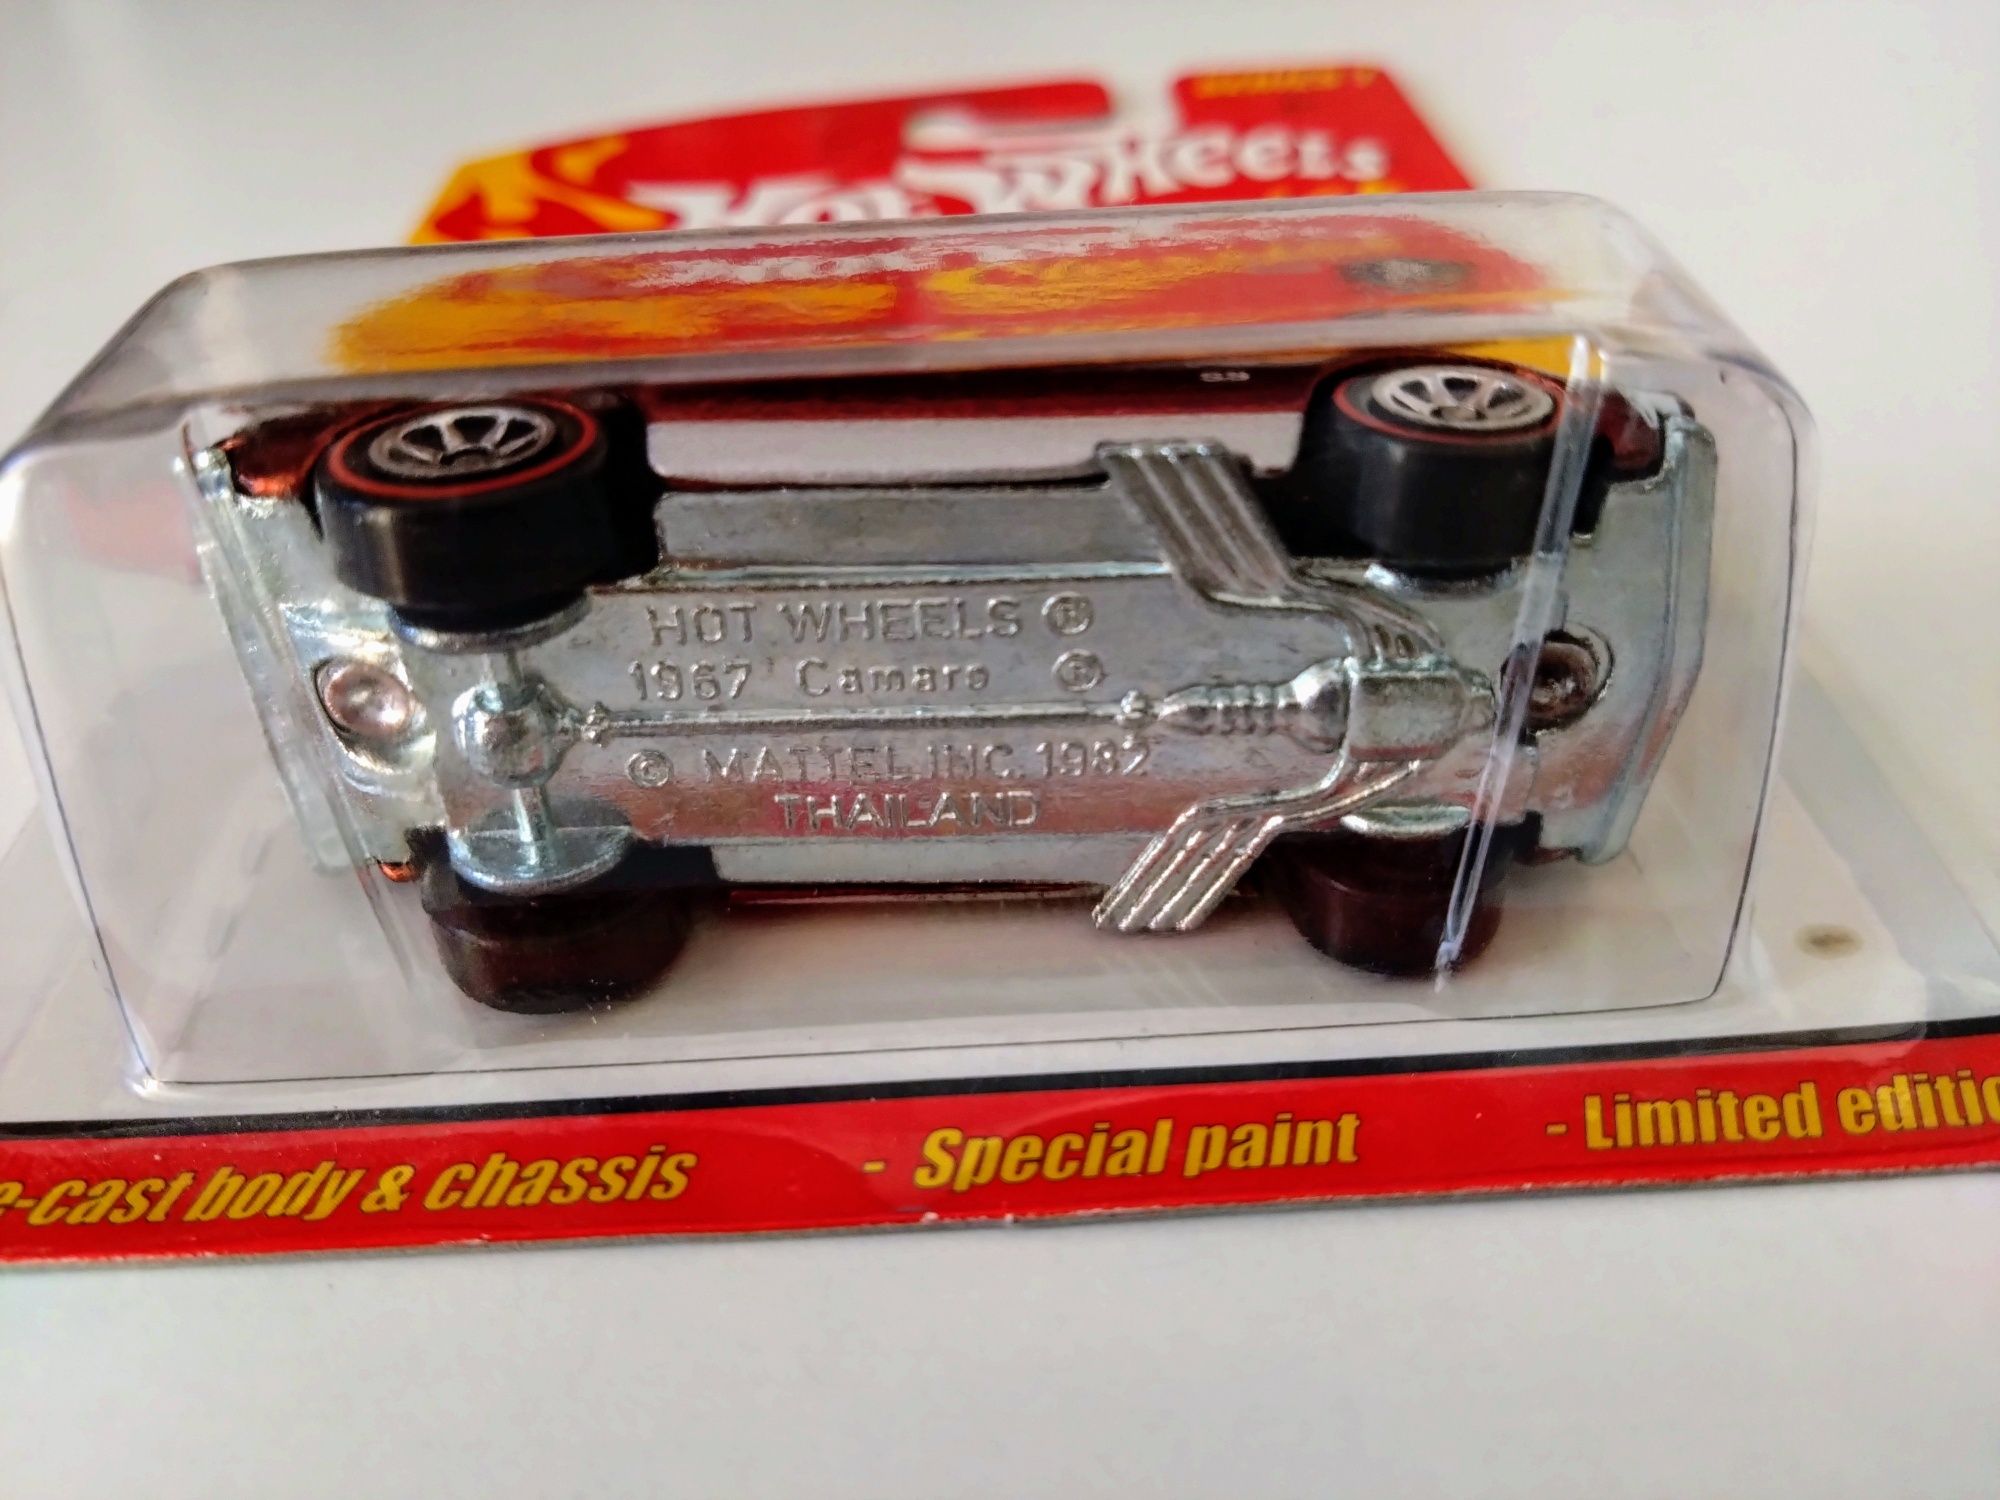 HOT WHEELS
HOT WHEELS ®
1967 Camaro ®
© MATTEL, INC. 1982
THAILAND
e-cast body & chassis - Special paint - Limited editio